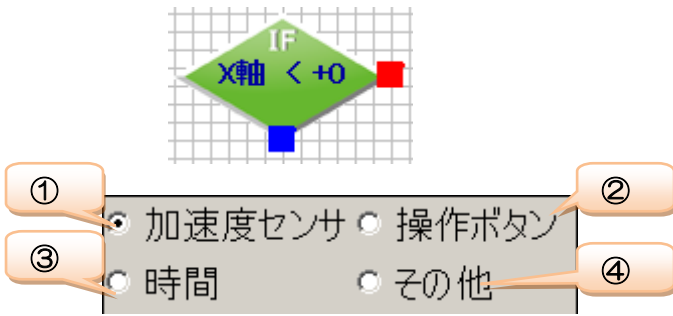 IF
X軸 < +0
① ②
加速度センサ 操作ボタン
③ ④
時間 その他